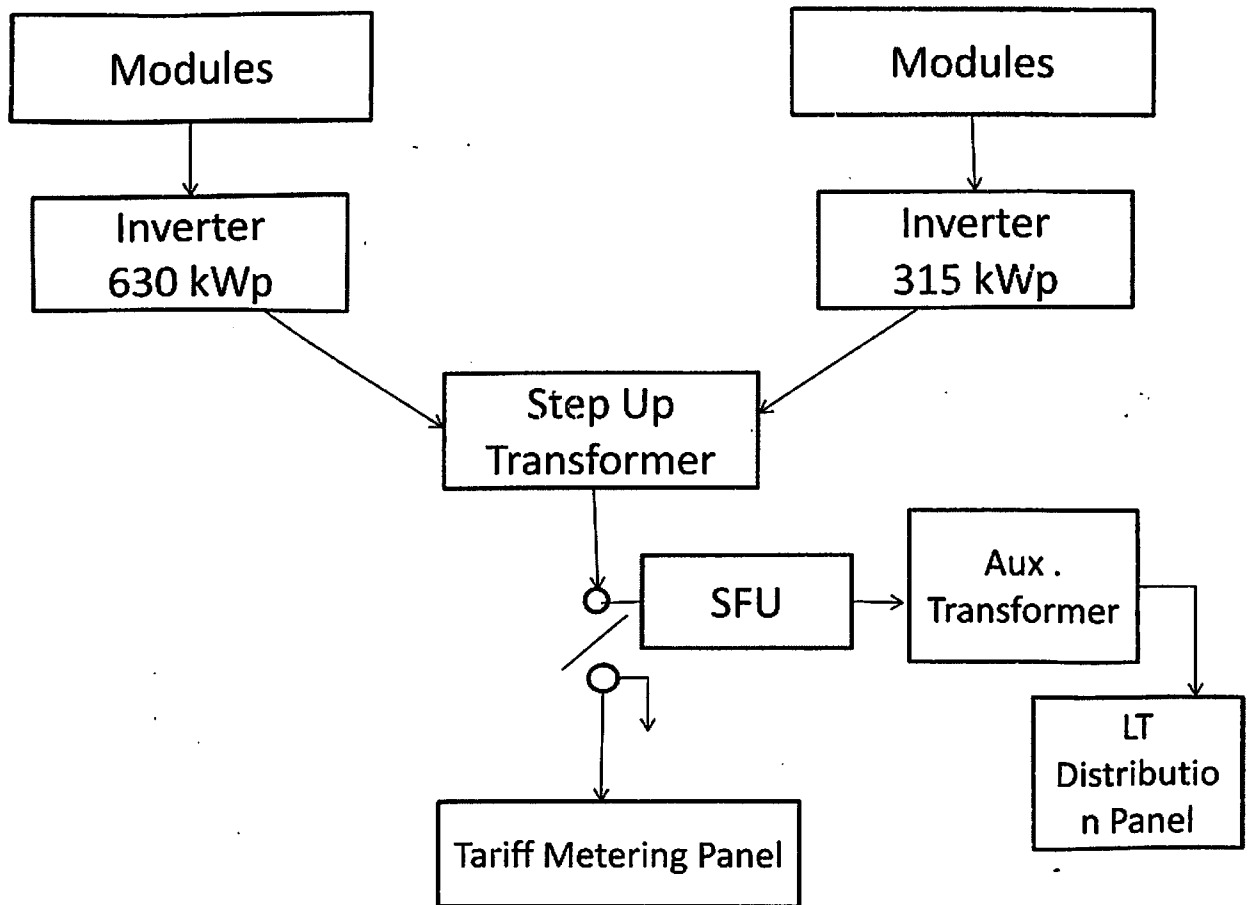 Modules
Modules
Inverter
630 kWp
Inverter
315 kWp
Step Up
Transformer
SFU
Aux .
Transformer
LT
Distributio
n Panel
Tariff Metering Panel